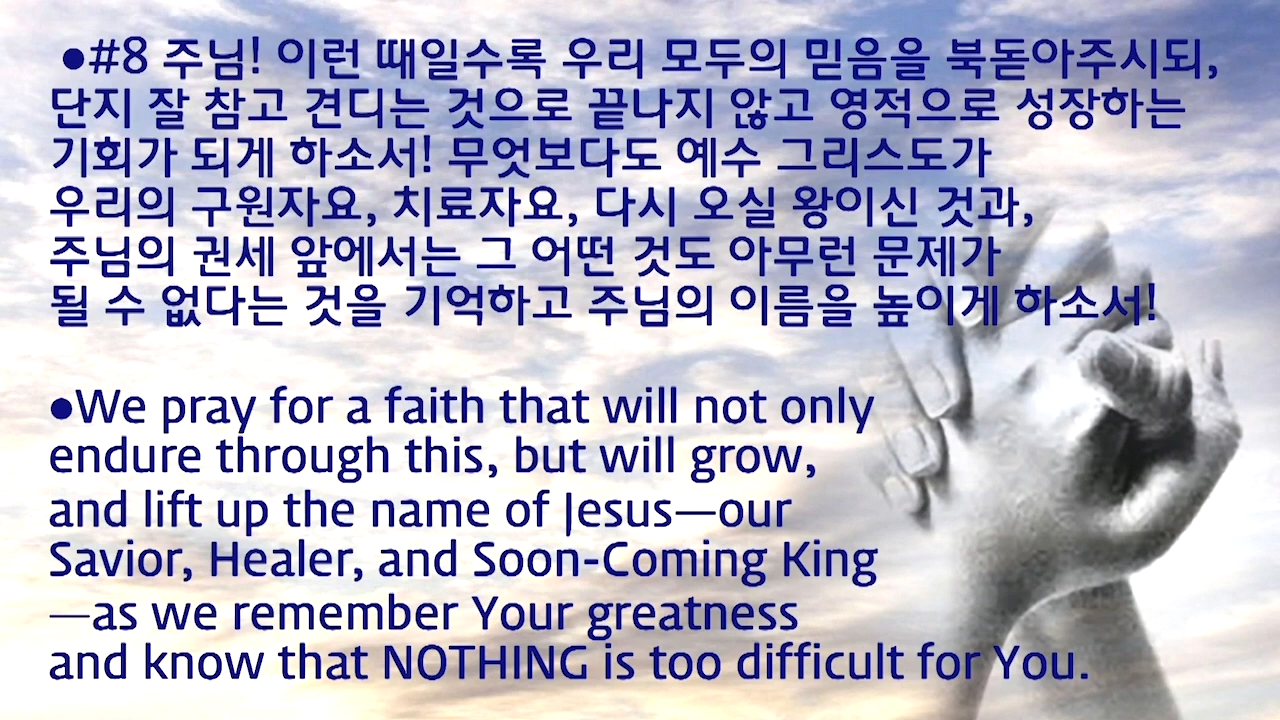 ●#8 주님! 이런 때일수록 우리 모두의 믿음을 북돋아주시되,
단지 잘 참고 견디는 것으로 끝나지 않고 영적으로 성장하는
기회가 되게 하소서! 무엇보다도 예수 그리스도가
우리의 구원자요, 치료자요, 다시 오실 왕이신 것과,
주님의 권세 앞에서는 그 어떤 것도 아무런 문제가
될 수 없다는 것을 기억하고 주님의 이름을 높이게 하소서!
●We pray for a faith that will not only
endure through this, but will grow,
and lift up the name of Jesus—our
Savior, Healer, and Soon-Coming King
—as we remember Your greatness
and know that NOTHING is too difficult for You.